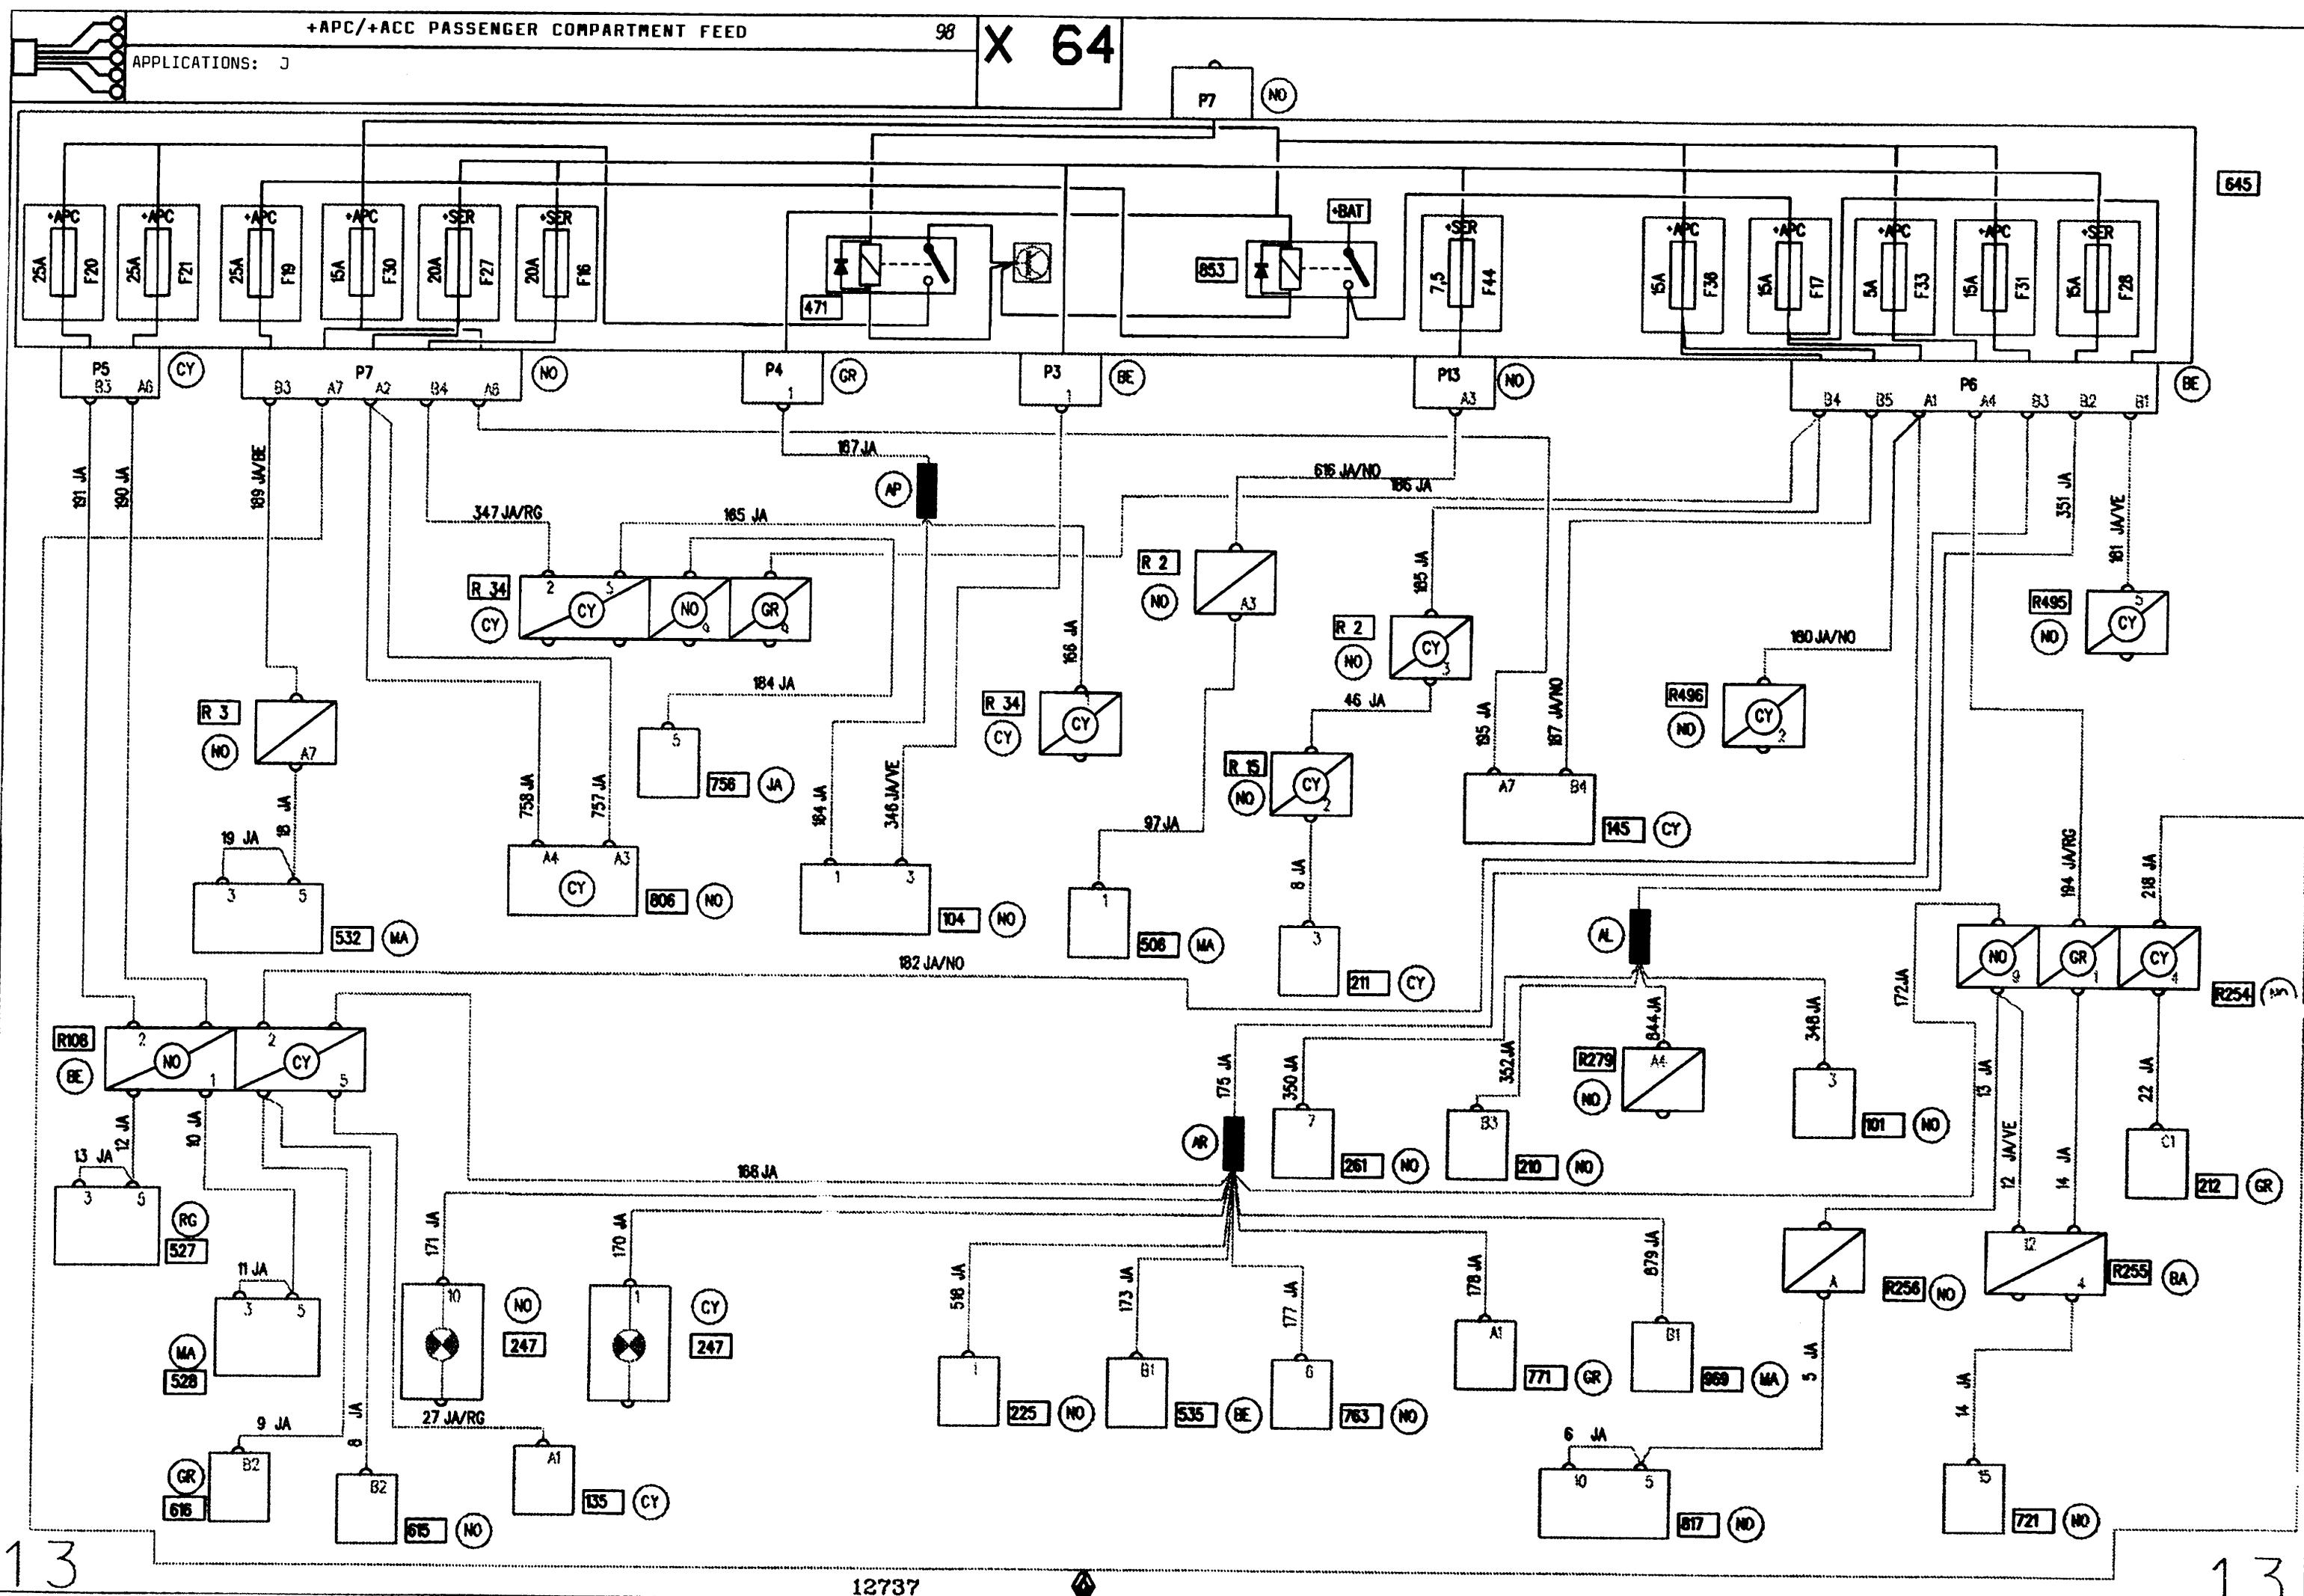 +APC/+ACC PASSENGER COMPARTMENT FEED 98
APPLICATIONS: J
X 64
P7 NO
645
+APC 25A F20
+APC 25A F21
+APC 25A F19
+APC 15A F30
+SER 20A F27
+SER 20A F16
471
853
+BAT
+SER 7,5 F44
+APC 15A F36
+APC 15A F17
+APC 5A F33
+APC 15A F31
+SER 15A F28
P5 B3 A6 CY
P7 B3 A7 A2 B4 A8 NO
P4 1 GR
P3 1 BE
P13 A3 NO
P6 B4 B5 A1 A4 B3 B2 B1 BE
191 JA
190 JA
189 JA/BE
347 JA/RG
165 JA
187 JA
AP
616 JA/NO
186 JA
351 JA
181 JA/VE
R 34 CY
2 CY NO GR
R 2 NO A3
185 JA
R 2 NO CY 3
166 JA
R 34 CY CY
184 JA
180 JA/NO
R495 NO CY
R496 NO CY 2
R 3 NO A7
5 756 JA
46 JA
R 15 NO CY 2
195 JA
187 JA/NO
A7 B4 145 CY
758 JA
757 JA
184 JA
346 JA/VE
97 JA
8 JA
19 JA
18 JA
3 5 532 MA
A4 A3 CY 806 NO
1 3 104 NO
1 MA
3 211 CY
194 JA/RG
218 JA
AL
182 JA/NO
172 JA
NO 9 GR 1 CY 4 R254
R108 BE
2 NO 1 2 CY 5
175 JA
350 JA
352 JA
844 JA
348 JA
R279 NO A4
3 101 NO
13 JA
12 JA/VE
14 JA
22 JA
C1 212 GR
12 JA
10 JA
13 JA
3 RG 527
AR
7 261 NO
B3 210 NO
168 JA
171 JA
170 JA
518 JA
173 JA
177 JA
178 JA
879 JA
11 JA
3 5 MA 528
10 NO 247
1 CY 247
1 225 NO
B1 535 BE
6 763 NO
A1 771 GR
B1 969 MA
A R256 NO
4 R255 BA
5 JA
14 JA
9 JA
8 JA
27 JA/RG
B2 GR 616
B2 615 NO
A1 135 CY
6 JA
10 5 817 NO
15 721 NO
13
12737
13